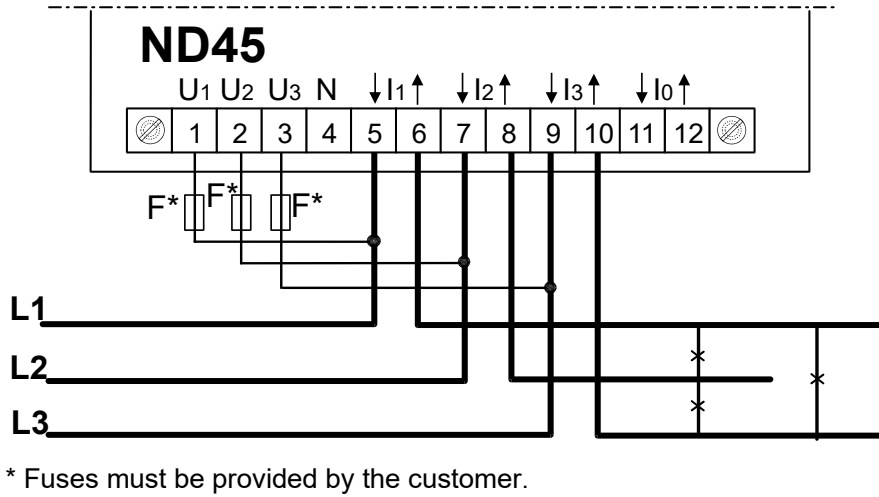 ND45
U1 U2 U3 N ↓I1↑ ↓I2↑ ↓I3↑ ↓I0↑
1 2 3 4 5 6 7 8 9 10 11 12
F* F* F*
L1
L2
L3
* Fuses must be provided by the customer.